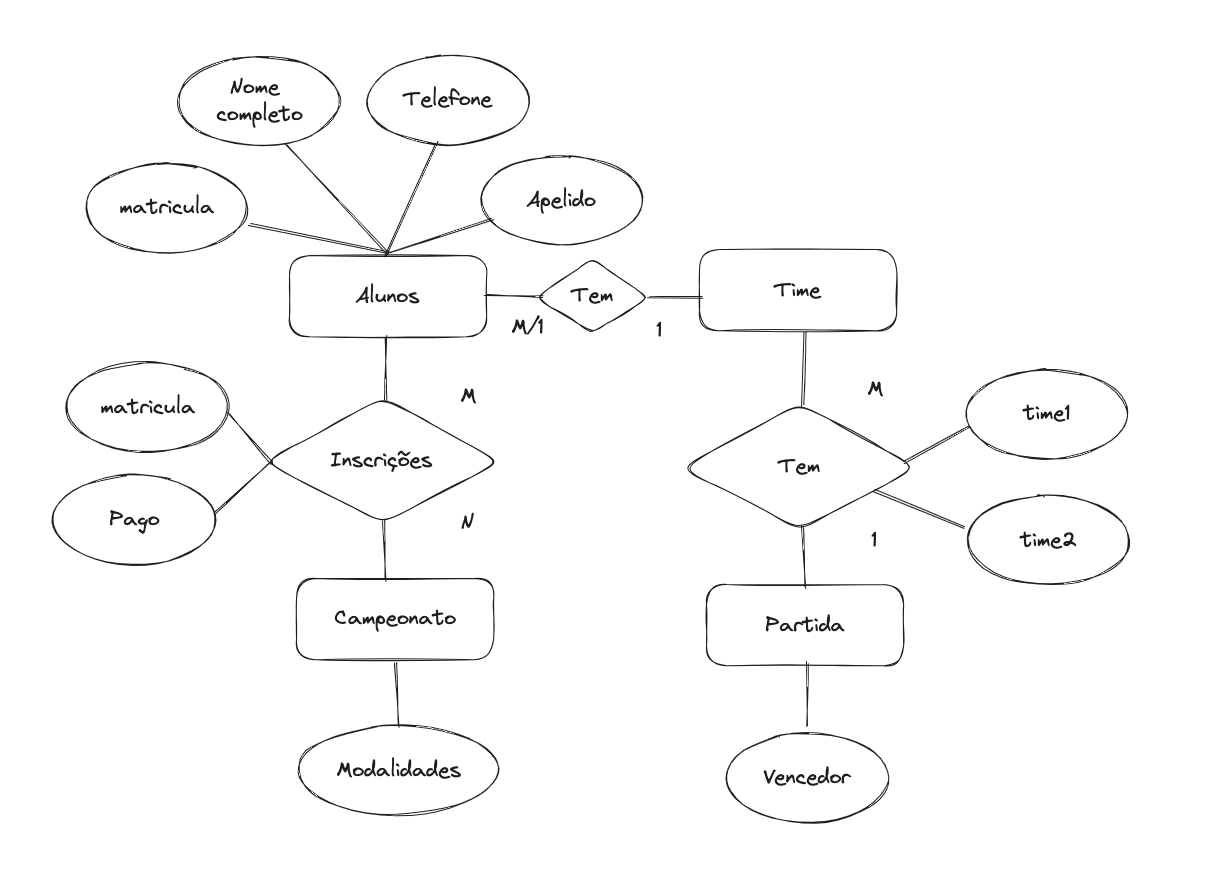 Nome
completo
Telefone
matricula
Apelido
Alunos
Tem
Time
M/1
1
M
M
matricula
time1
Inscrições
Tem
Pago
N
1
time2
Campeonato
Partida
Modalidades
Vencedor